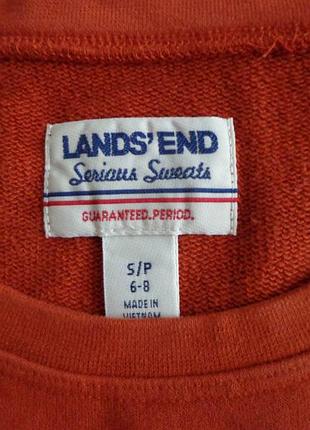 LANDS' END
Serious Sweats
GUARANTEED. PERIOD.
S/P
6-8
MADE IN
VIETNAM